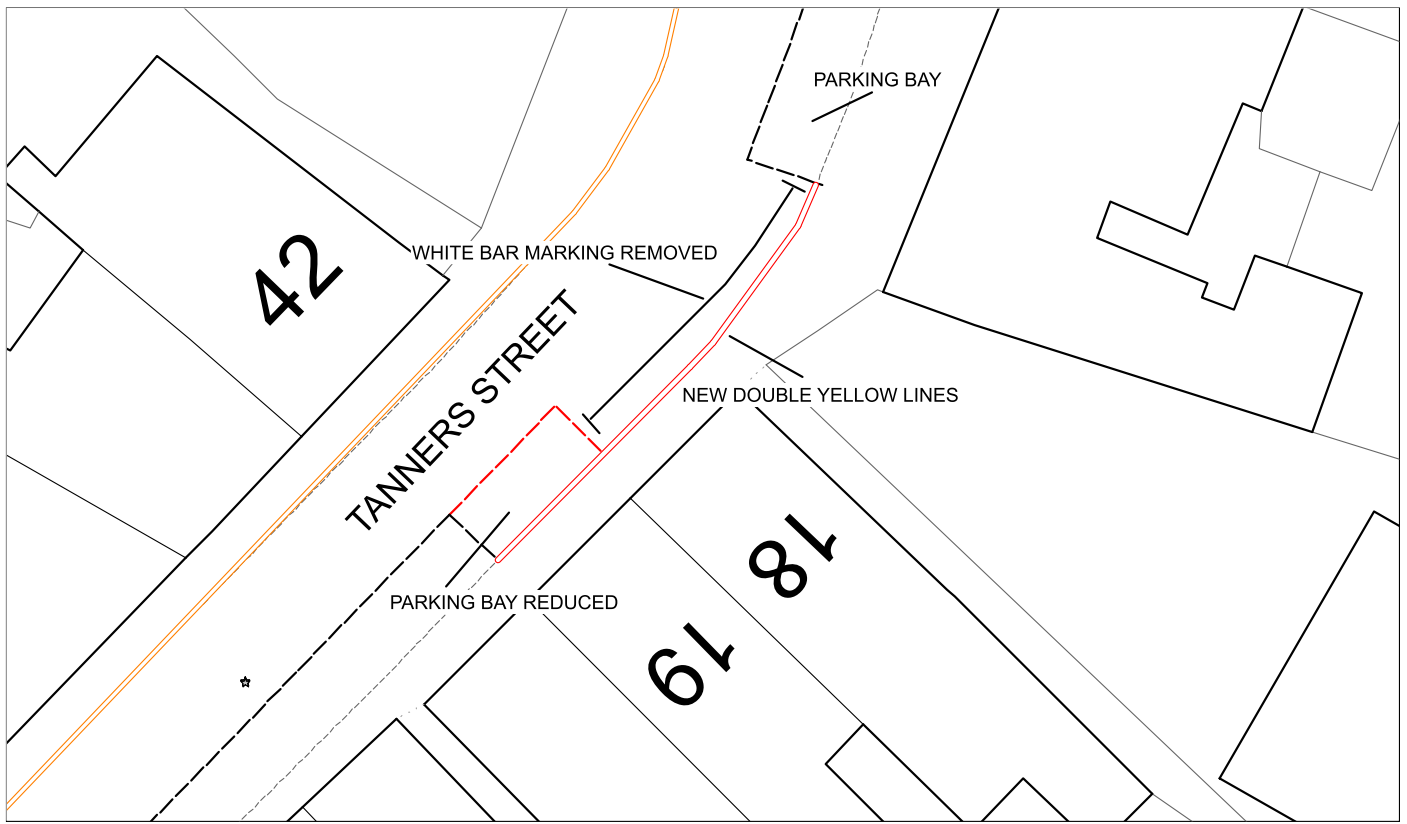 PARKING BAY
42
WHITE BAR MARKING REMOVED
TANNERS STREET
NEW DOUBLE YELLOW LINES
18
PARKING BAY REDUCED
19